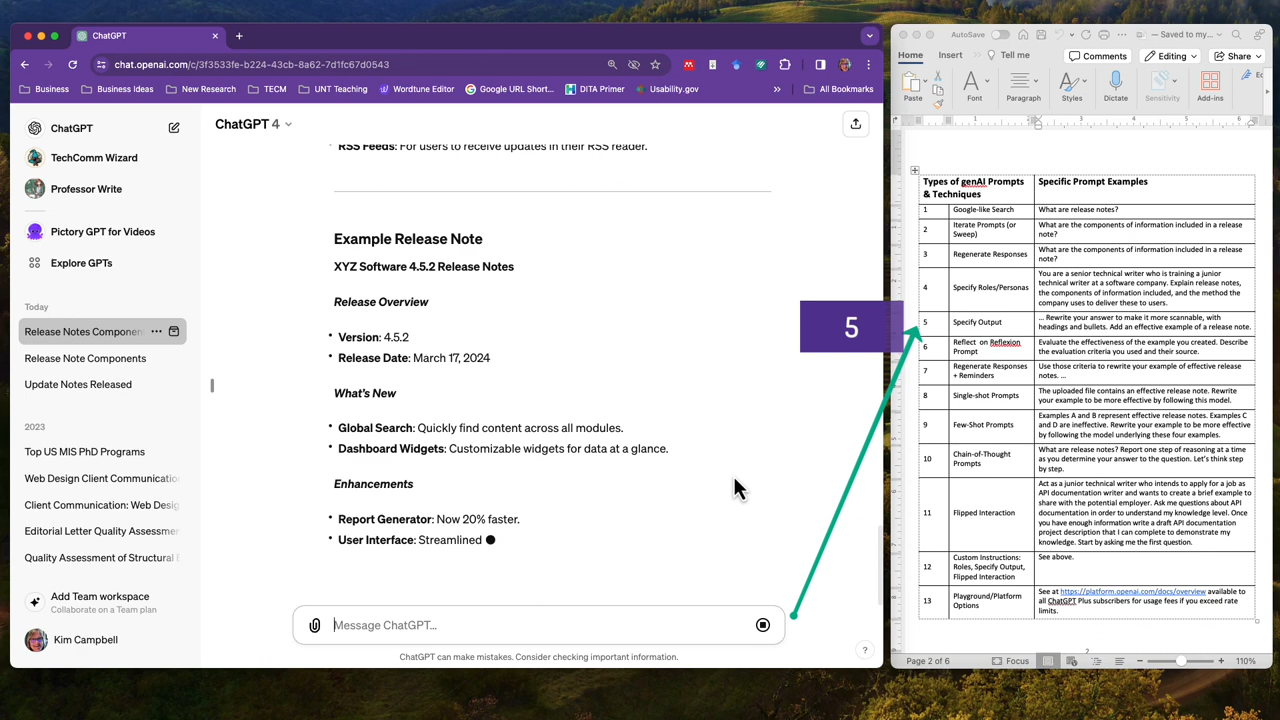 ChatGPT
chat.openai.com/c/5f5f383fe-b224-43cb-8a62-7d1fc67d0543
Business
Business Ideas
New Research
TECM
UNT Teaching
Wordtune Editor
Google URL Short...
DITA Primer
Usability.gov
»
All Bookmarks
ChatGPT
TechComm Wizard
Professor Write
Pictory GPT for Videos
Explore GPTs
Today
Release Notes Componen
Release Note Components
Update Notes Released
2023
Top US MIS PhD Programs
Web Design Client Communicatio
Client Communication: Web Desig
Editorial Letter Quality Assessmen
Quality Assessment of Structural E
Add Team workspace
Collaborate on a Team plan
Kim Campbell
ChatGPT 4
RSS Feeds: For users to receive updates in their RSS reader.
Example Release Note
XYZ Software 4.5.2 Release Notes
Release Overview
• Version: 4.5.2
• Release Date: March 17, 2024
What's New
• Global Search: Quickly find content across all modules.
• Dashboard Widgets: Customizable widgets for data at a glance.
Enhancements
• Report Generator: Now 20% faster.
• User Interface: Streamlined
Message ChatGPT...
ChatGPT can make mistakes. Consider checking important information.
?
5
AutoSave
— Saved to my...
Home
Insert
Tell me
Comments
Editing
Share
Paste
Font
Paragraph
Styles
Dictate
Sensitivity
Add-ins
Types of genAI Prompts & Techniques
Specific Prompt Examples
1 Google-like Search What are release notes?
2 Iterate Prompts (or Sweep) What are the components of information included in a release note?
3 Regenerate Responses What are the components of information included in a release note?
4 Specify Roles/Personas You are a senior technical writer who is training a junior technical writer at a software company. Explain release notes, the components of information included, and the method the company uses to deliver these to users.
5 Specify Output ... Rewrite your answer to make it more scannable, with headings and bullets. Add an effective example of a release note.
6 Reflect on Reflexion Prompt Evaluate the effectiveness of the example you created. Describe the evaluation criteria you used and their source.
7 Regenerate Responses + Reminders Use those criteria to rewrite your example of effective release notes. ...
8 Single-shot Prompts The uploaded file contains an effective release note. Rewrite your example to be more effective by following this model.
9 Few-Shot Prompts Examples A and B represent effective release notes. Examples C and D are ineffective. Rewrite your example to be more effective by following the model underlying these four examples.
10 Chain-of-Thought Prompts What are release notes? Report one step of reasoning at a time as you determine your answer to the question. Let's think step by step.
11 Flipped Interaction Act as a junior technical writer who intends to apply for a job as API documentation writer and wants to create a brief example to share with the potential employer. Ask me questions about API documentation in order to understand my knowledge level. Once you have enough information write a draft API documentation project description that I can complete to demonstrate my knowledge. Start by asking me the first question.
12 Custom Instructions: Roles, Specify Output, Flipped Interaction See above.
13 Playground/Platform Options See at https://platform.openai.com/docs/overview available to all ChatGPT Plus subscribers for usage fees if you exceed rate limits.
Page 2 of 6
Focus
110%